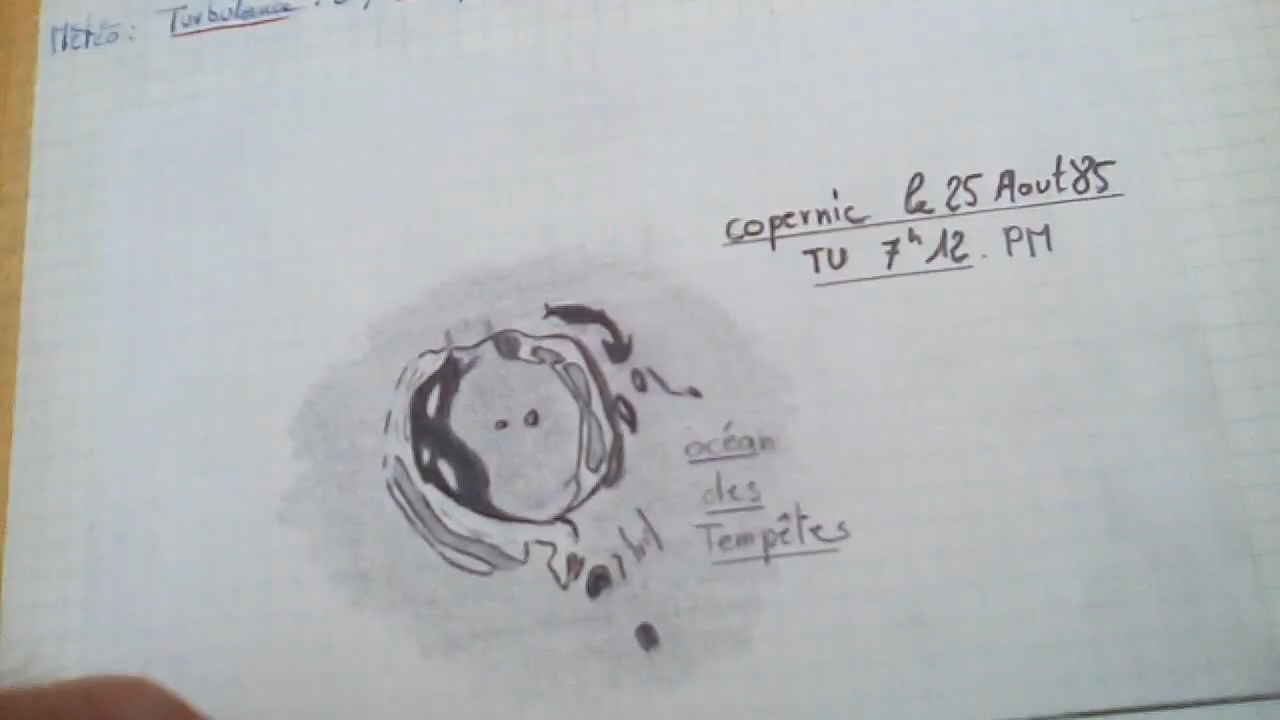 Météo: Turbulence
copernic le 25 Aout 85
TU 7h12. PM
océan
des
Tempêtes